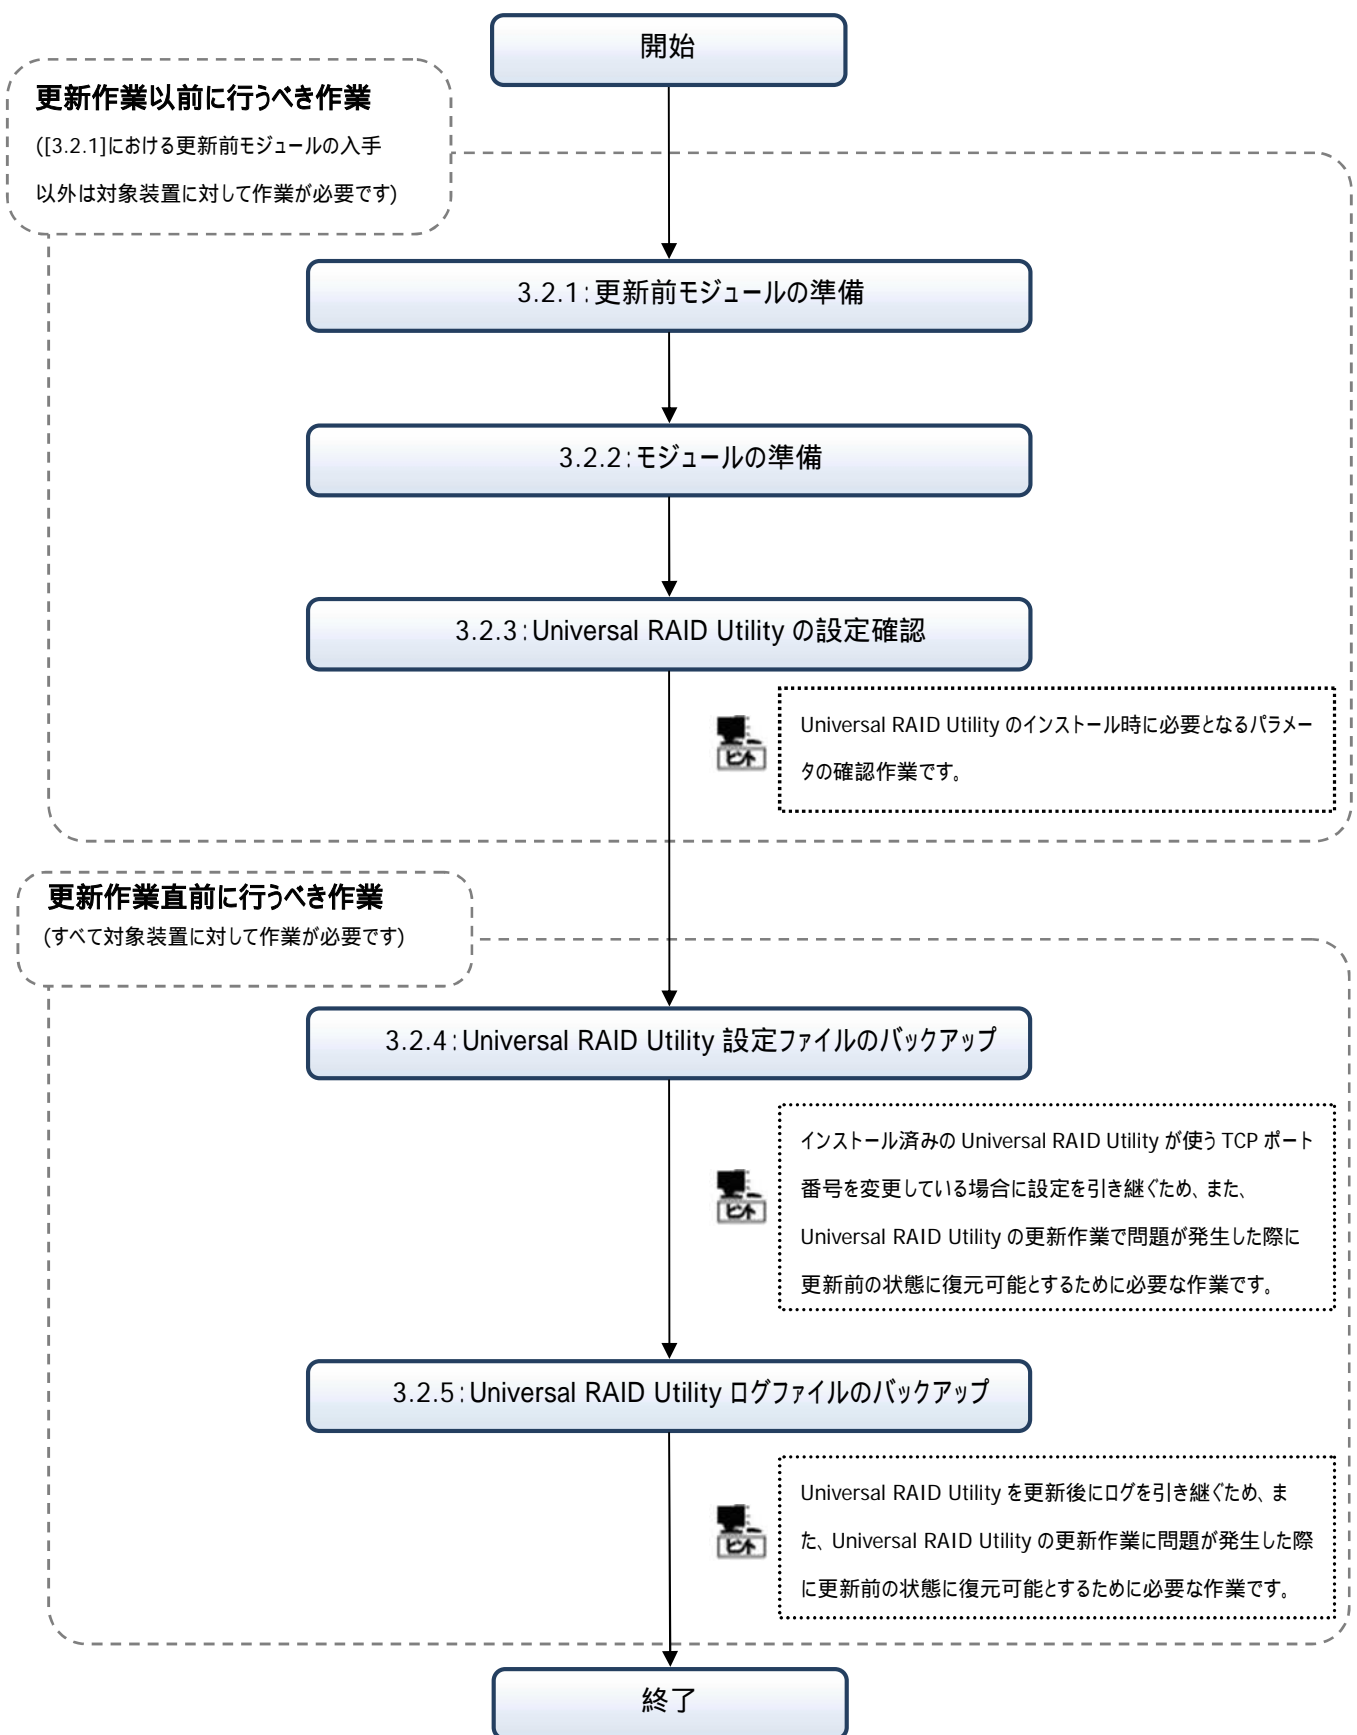 開始
更新作業以前に行うべき作業
([3.2.1]における更新前モジュールの入手
以外は対象装置に対して作業が必要です)
3.2.1:更新前モジュールの準備
3.2.2:モジュールの準備
3.2.3:Universal RAID Utility の設定確認
ヒント
Universal RAID Utility のインストール時に必要となるパラメー
タの確認作業です。
更新作業直前に行うべき作業
(すべて対象装置に対して作業が必要です)
3.2.4:Universal RAID Utility 設定ファイルのバックアップ
ヒント
インストール済みの Universal RAID Utility が使う TCP ポート
番号を変更している場合に設定を引き継ぐため、また、
Universal RAID Utility の更新作業で問題が発生した際に
更新前の状態に復元可能とするために必要な作業です。
3.2.5:Universal RAID Utility ログファイルのバックアップ
ヒント
Universal RAID Utility を更新後にログを引き継ぐため、ま
た、Universal RAID Utility の更新作業に問題が発生した際
に更新前の状態に復元可能とするために必要な作業です。
終了